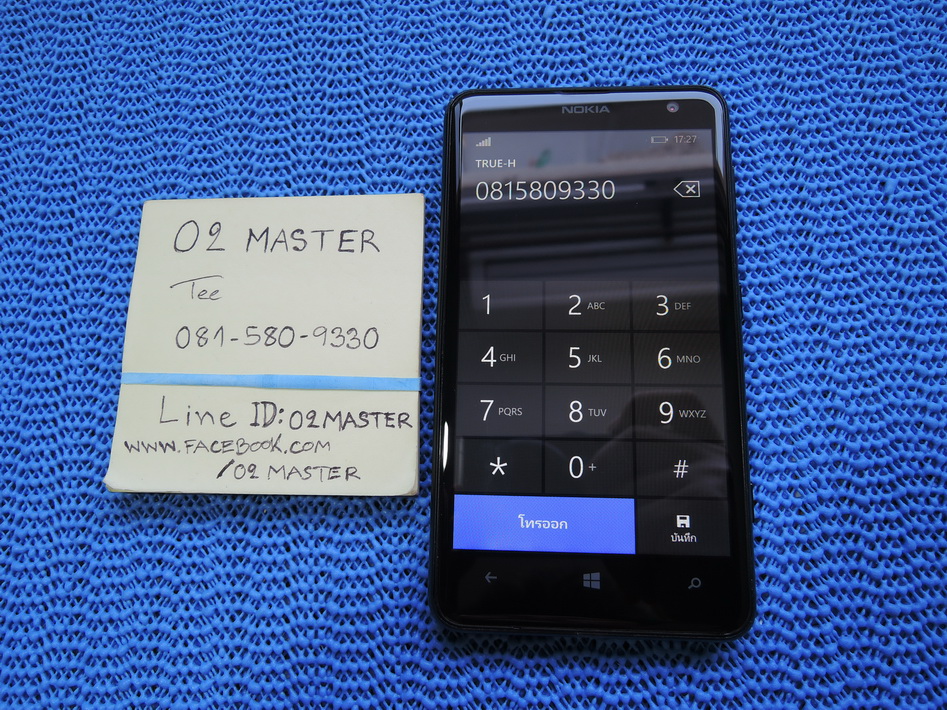 O2 MASTER
Tee
081-580-9330
Line ID: O2MASTER
WWW.FACEBOOK.COM
/O2 MASTER
NOKIA
17:27
TRUE-H
0815809330
1 2 ABC 3 DEF
4 GHI 5 JKL 6 MNO
7 PQRS 8 TUV 9 WXYZ
* 0 + #
โทรออก บันทึก